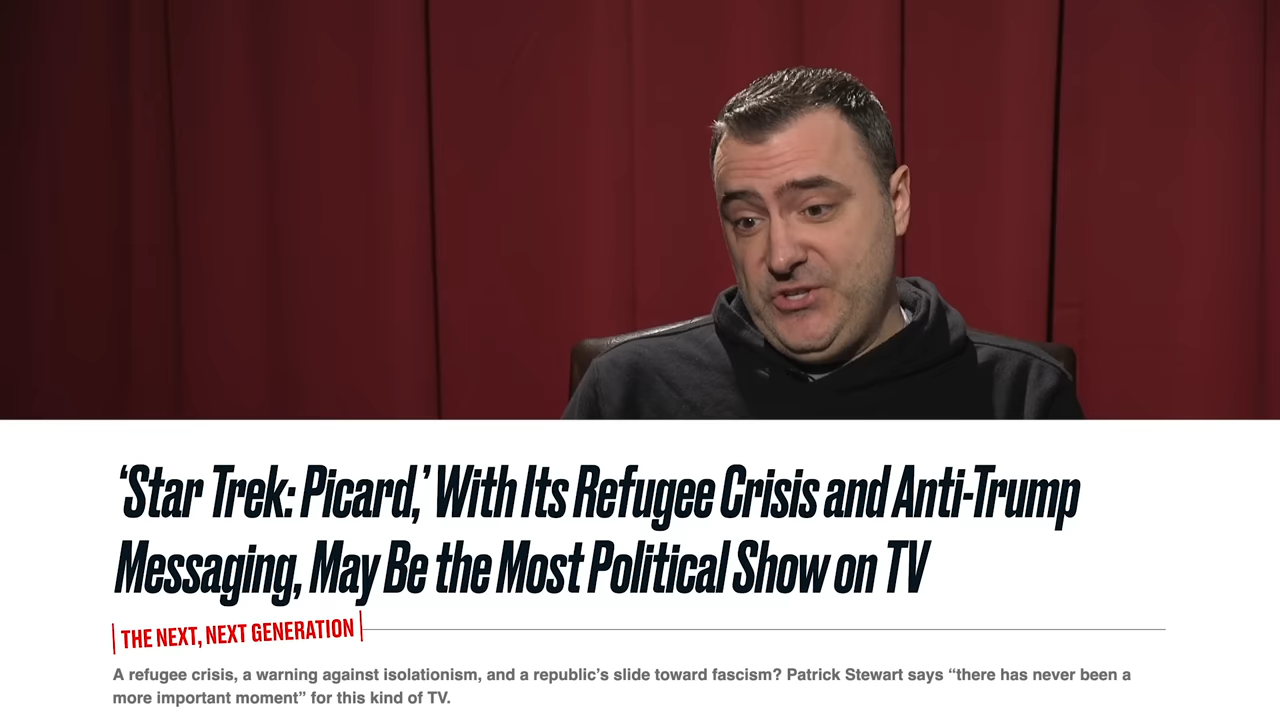 ‘Star Trek: Picard,’ With Its Refugee Crisis and Anti-Trump
Messaging, May Be the Most Political Show on TV
THE NEXT, NEXT GENERATION
A refugee crisis, a warning against isolationism, and a republic’s slide toward fascism? Patrick Stewart says “there has never been a
more important moment” for this kind of TV.